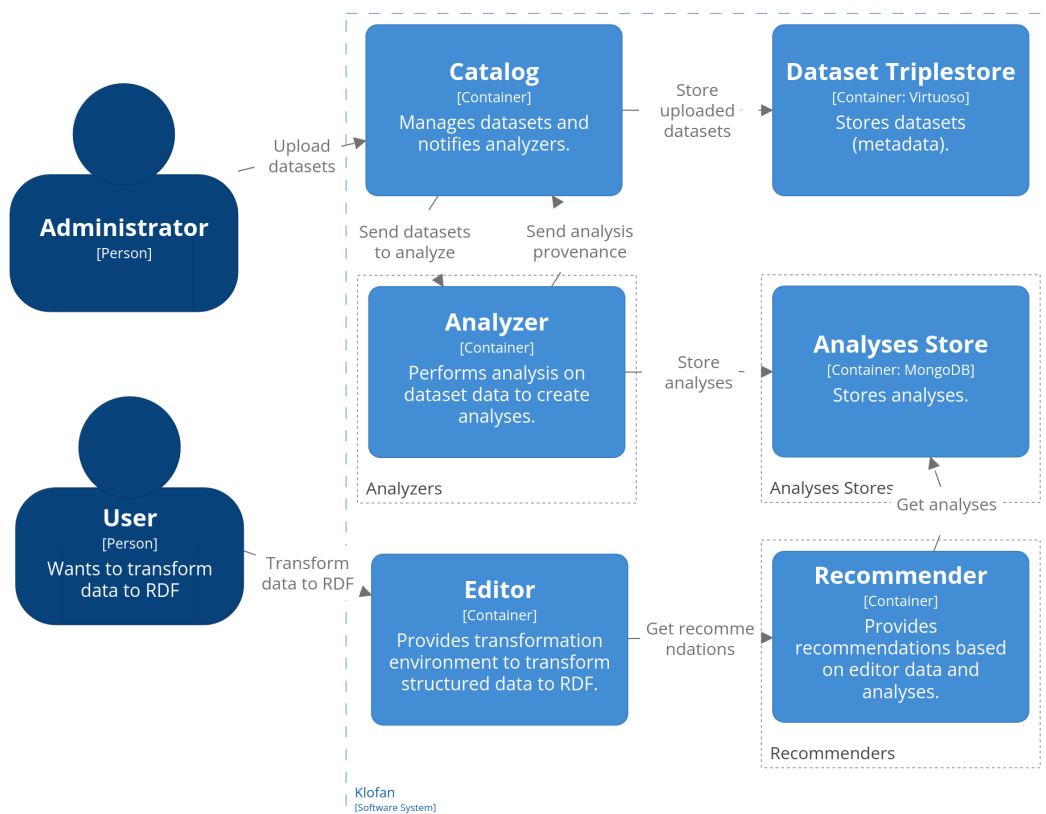 Catalog
[Container]
Manages datasets and
notifies analyzers.
Store
uploaded
datasets
Dataset Triplestore
[Container: Virtuoso]
Stores datasets
(metadata).
Upload
datasets
Administrator
[Person]
Send datasets
to analyze
Send analysis
provenance
Analyzer
[Container]
Performs analysis on
dataset data to create
analyses.
Analyzers
Store
analyses
Analyses Store
[Container: MongoDB]
Stores analyses.
Analyses Stores
Get analyses
User
[Person]
Wants to transform
data to RDF
Transform
data to RDF
Editor
[Container]
Provides transformation
environment to transform
structured data to RDF.
Get recomme
ndations
Recommender
[Container]
Provides
recommendations based
on editor data and
analyses.
Recommenders
Klofan
[Software System]